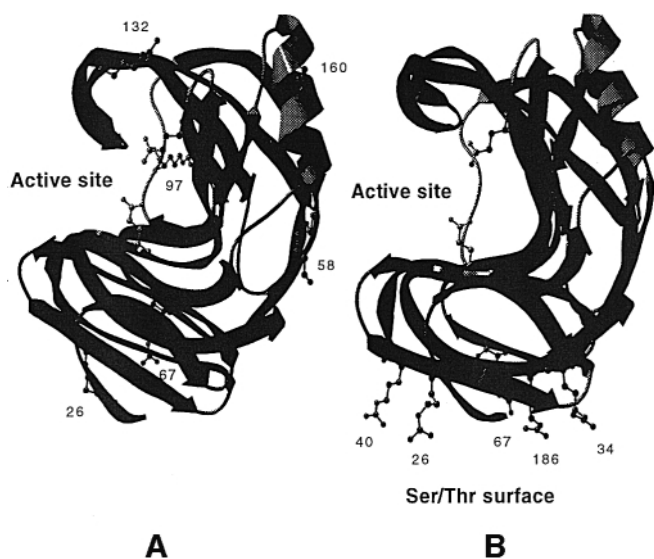 132
160
Active site
97
58
67
26
Active site
40
26
67
186
34
Ser/Thr surface
A
B